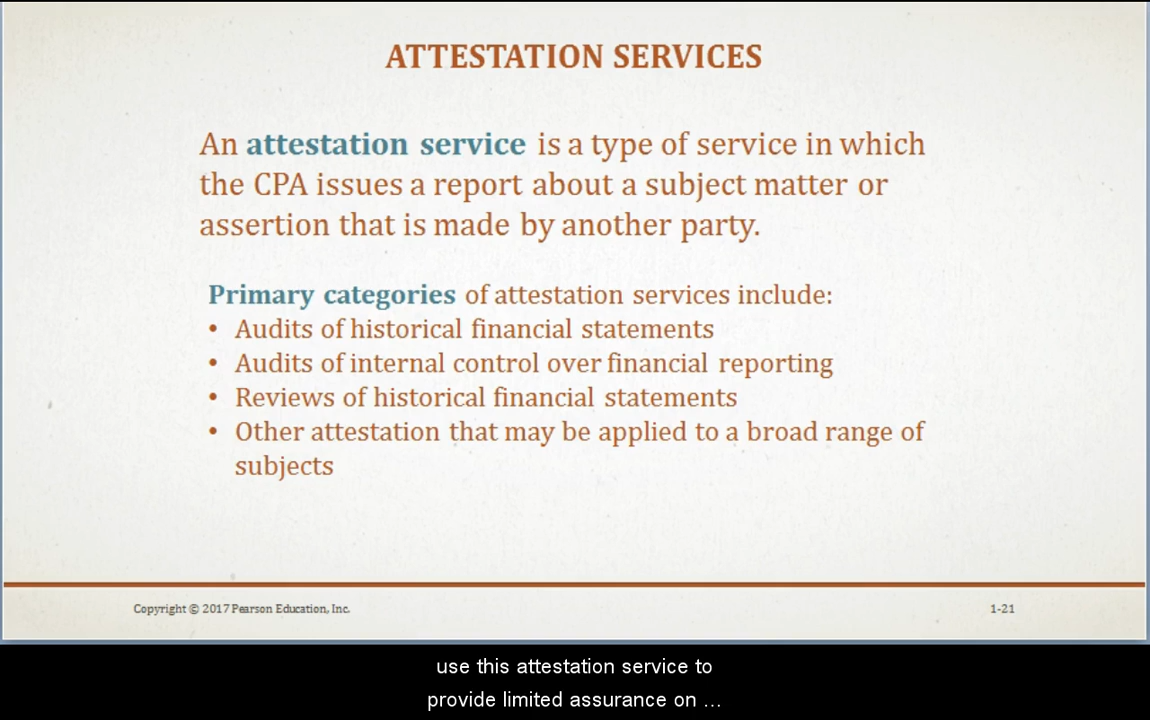 ATTESTATION SERVICES
An attestation service is a type of service in which
the CPA issues a report about a subject matter or
assertion that is made by another party.
Primary categories of attestation services include:
• Audits of historical financial statements
• Audits of internal control over financial reporting
• Reviews of historical financial statements
• Other attestation that may be applied to a broad range of
subjects
Copyright © 2017 Pearson Education, Inc.
1-21
use this attestation service to
provide limited assurance on ...